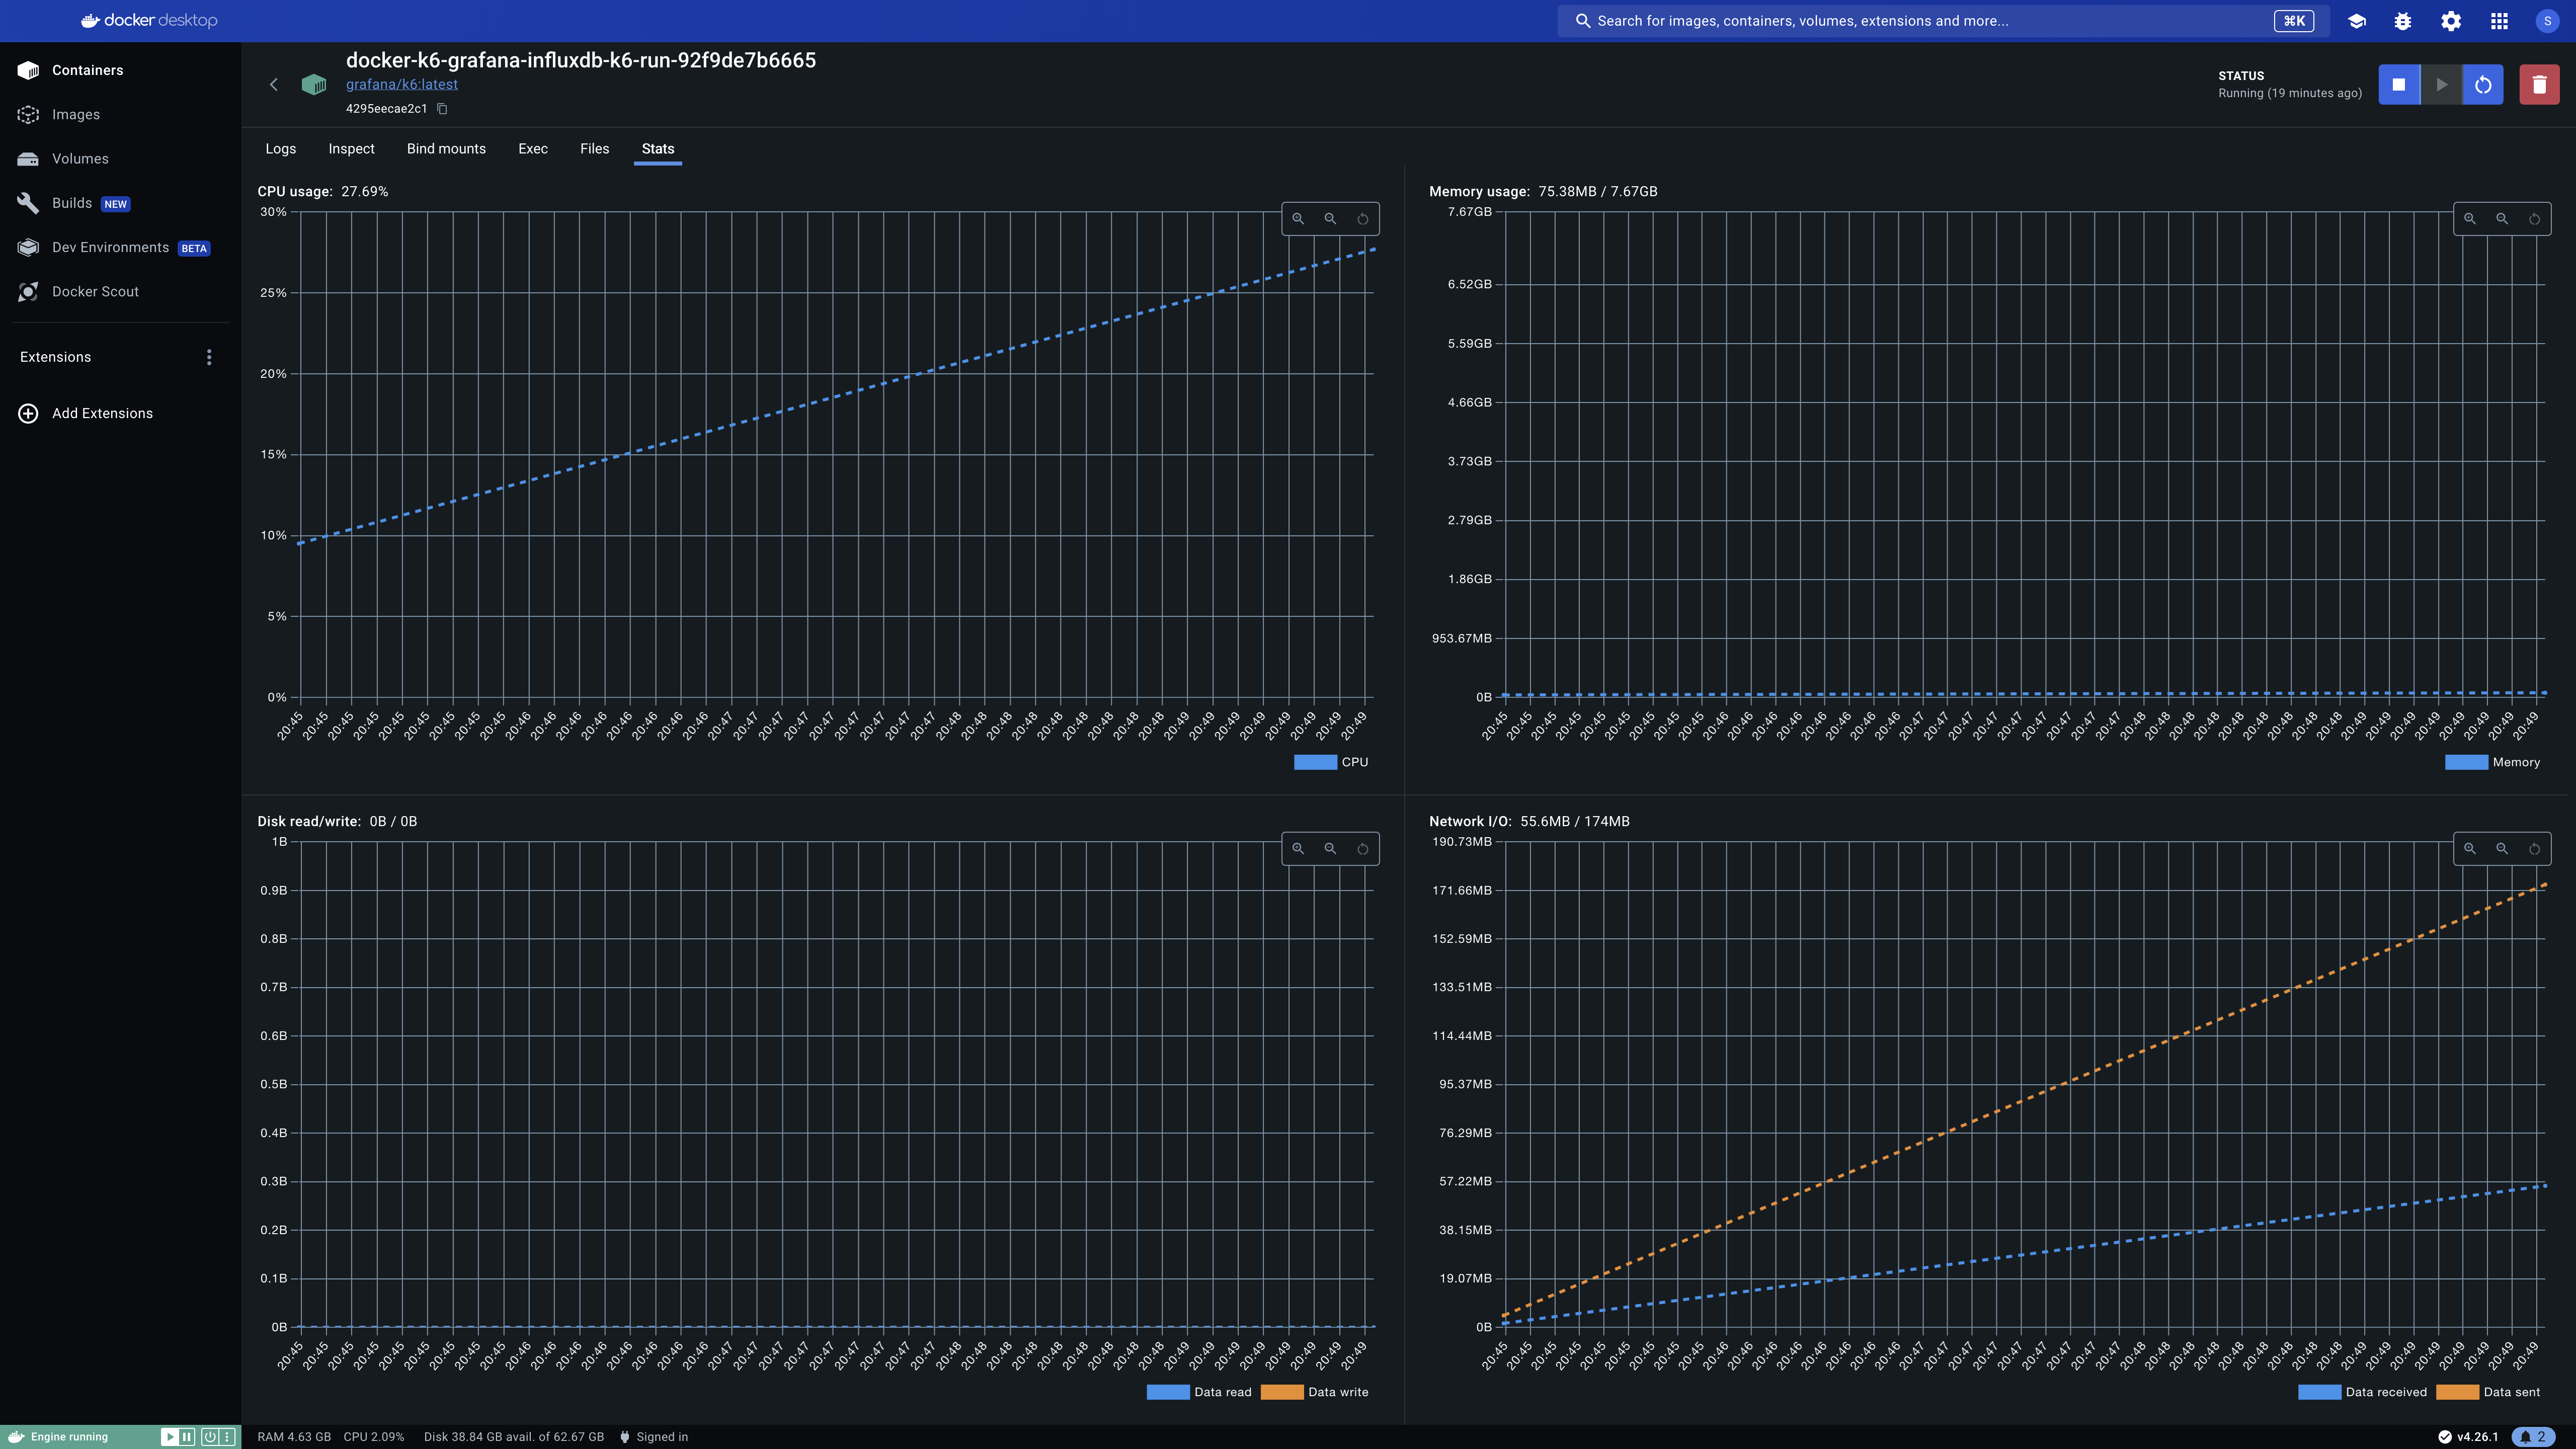 docker desktop
Search for images, containers, volumes, extensions and more...
⌘K
S
Containers
Images
Volumes
Builds NEW
Dev Environments BETA
Docker Scout
Extensions
Add Extensions
docker-k6-grafana-influxdb-k6-run-92f9de7b6665
grafana/k6:latest
4295eecae2c1
STATUS
Running (19 minutes ago)
Logs Inspect Bind mounts Exec Files Stats
CPU usage: 27.69%
30%
25%
20%
15%
10%
5%
0%
20:45 20:45 20:45 20:45 20:45 20:45 20:45 20:45 20:45 20:46 20:46 20:46 20:46 20:46 20:46 20:46 20:46 20:47 20:47 20:47 20:47 20:47 20:47 20:47 20:47 20:47 20:48 20:48 20:48 20:48 20:48 20:48 20:48 20:48 20:48 20:49 20:49 20:49 20:49 20:49 20:49 20:49 20:49
CPU
Memory usage: 75.38MB / 7.67GB
7.67GB
6.52GB
5.59GB
4.66GB
3.73GB
2.79GB
1.86GB
953.67MB
0B
20:45 20:45 20:45 20:45 20:45 20:45 20:45 20:45 20:45 20:46 20:46 20:46 20:46 20:46 20:46 20:46 20:46 20:47 20:47 20:47 20:47 20:47 20:47 20:47 20:47 20:47 20:48 20:48 20:48 20:48 20:48 20:48 20:48 20:48 20:48 20:49 20:49 20:49 20:49 20:49 20:49 20:49 20:49
Memory
Disk read/write: 0B / 0B
1B
0.9B
0.8B
0.7B
0.6B
0.5B
0.4B
0.3B
0.2B
0.1B
0B
20:45 20:45 20:45 20:45 20:45 20:45 20:45 20:45 20:45 20:46 20:46 20:46 20:46 20:46 20:46 20:46 20:46 20:47 20:47 20:47 20:47 20:47 20:47 20:47 20:47 20:47 20:48 20:48 20:48 20:48 20:48 20:48 20:48 20:48 20:48 20:49 20:49 20:49 20:49 20:49 20:49 20:49 20:49
Data read Data write
Network I/O: 55.6MB / 174MB
190.73MB
171.66MB
152.59MB
133.51MB
114.44MB
95.37MB
76.29MB
57.22MB
38.15MB
19.07MB
0B
20:45 20:45 20:45 20:45 20:45 20:45 20:45 20:45 20:45 20:46 20:46 20:46 20:46 20:46 20:46 20:46 20:46 20:47 20:47 20:47 20:47 20:47 20:47 20:47 20:47 20:47 20:48 20:48 20:48 20:48 20:48 20:48 20:48 20:48 20:48 20:49 20:49 20:49 20:49 20:49 20:49 20:49 20:49
Data received Data sent
Engine running
RAM 4.63 GB CPU 2.09% Disk 38.84 GB avail. of 62.67 GB Signed in
v4.26.1 2